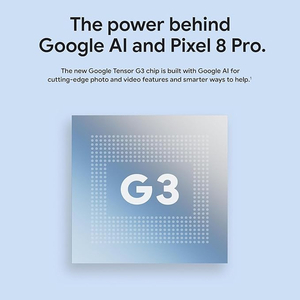 The power behind
Google AI and Pixel 8 Pro.
The new Google Tensor G3 chip is built with Google AI for
cutting-edge photo and video features and smarter ways to help.¹
G3